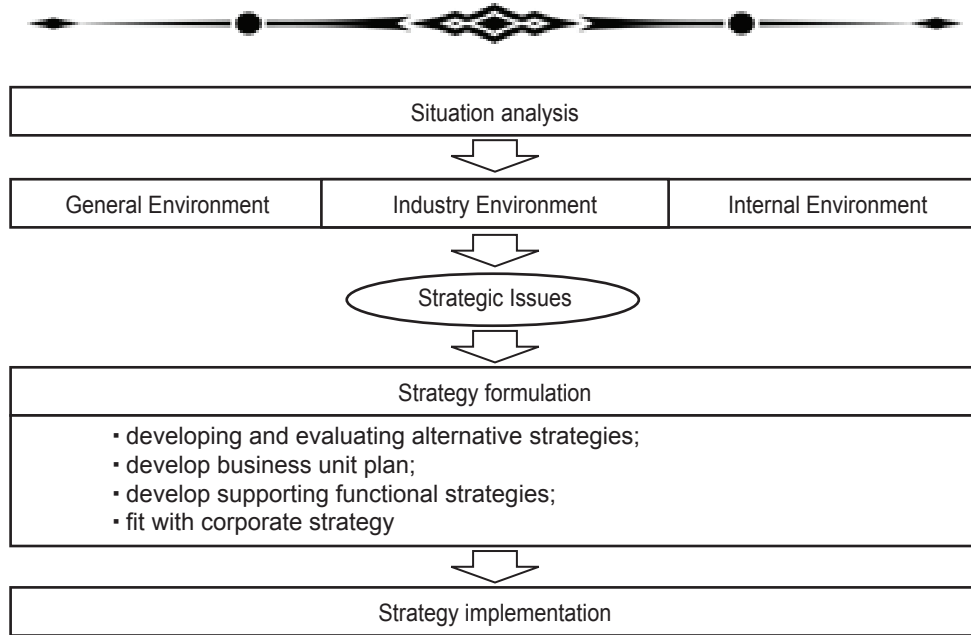 Situation analysis
General Environment
Industry Environment
Internal Environment
Strategic Issues
Strategy formulation
▪ developing and evaluating alternative strategies;
▪ develop business unit plan;
▪ develop supporting functional strategies;
▪ fit with corporate strategy
Strategy implementation